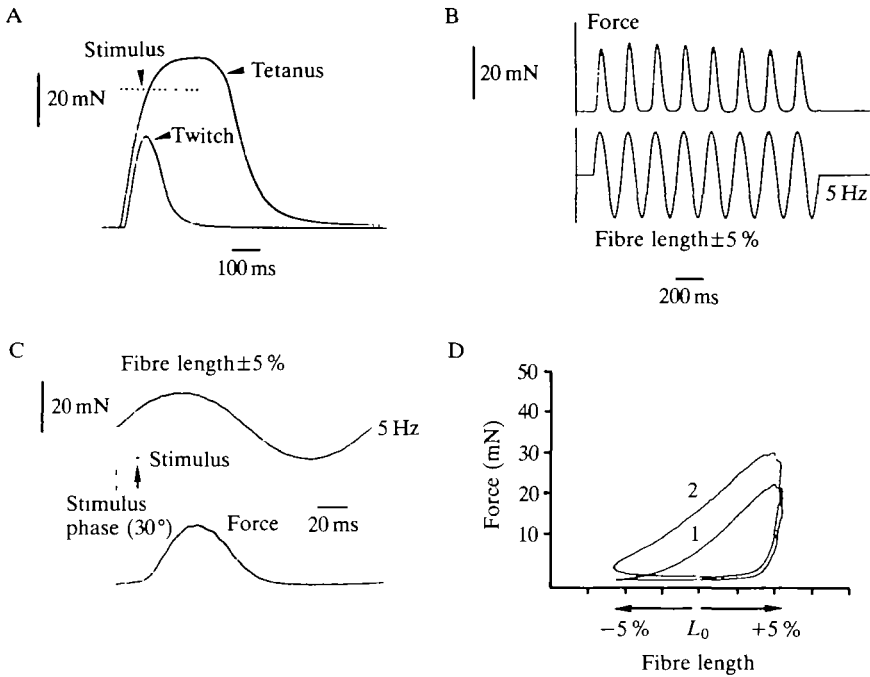 A
Stimulus
20 mN
Tetanus
Twitch
100 ms
B
Force
20 mN
5 Hz
Fibre length±5 %
200 ms
C
Fibre length±5 %
20 mN
5 Hz
Stimulus
Stimulus
phase (30°)
Force
20 ms
D
50
40
30
20
10
Force (mN)
2
1
−5 % L0 +5 %
Fibre length